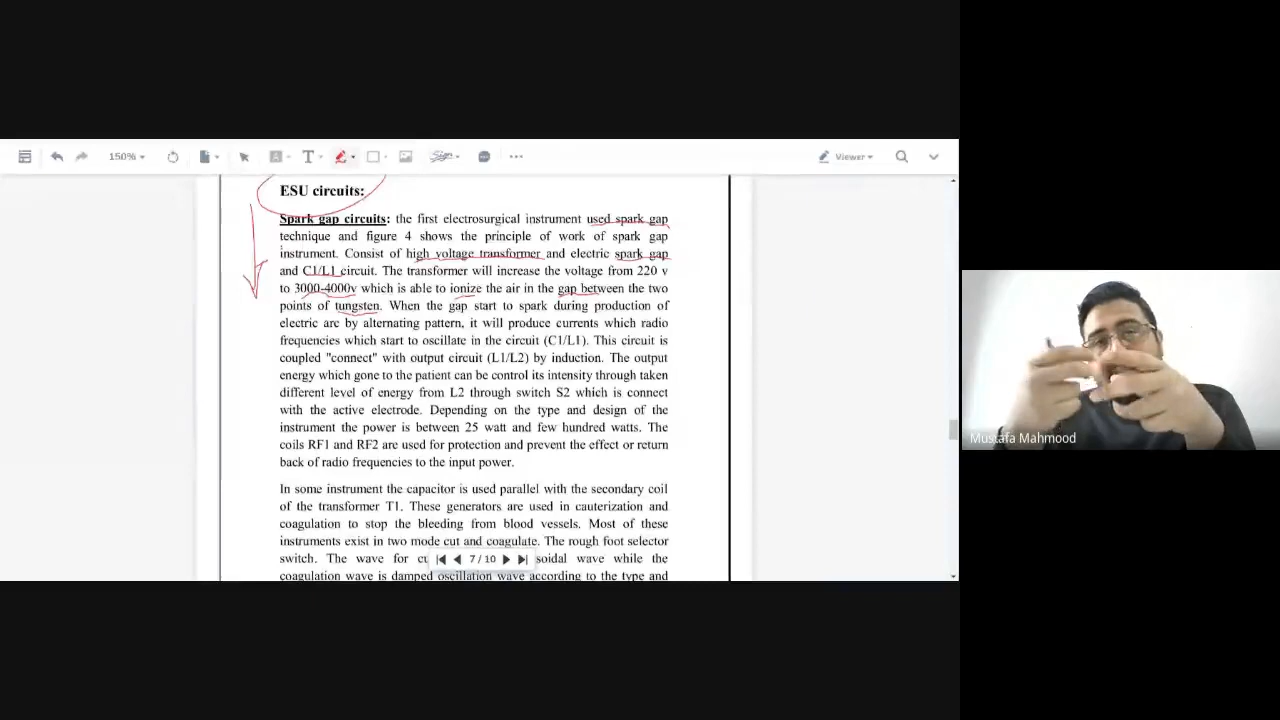 150%
T
Sign
Viewer
ESU circuits:
Spark gap circuits: the first electrosurgical instrument used spark gap
technique and figure 4 shows the principle of work of spark gap
instrument. Consist of high voltage transformer and electric spark gap
and C1/L1 circuit. The transformer will increase the voltage from 220 v
to 3000-4000v which is able to ionize the air in the gap between the two
points of tungsten. When the gap start to spark during production of
electric arc by alternating pattern, it will produce currents which radio
frequencies which start to oscillate in the circuit (C1/L1). This circuit is
coupled "connect" with output circuit (L1/L2) by induction. The output
energy which gone to the patient can be control its intensity through taken
different level of energy from L2 through switch S2 which is connect
with the active electrode. Depending on the type and design of the
instrument the power is between 25 watt and few hundred watts. The
coils RF1 and RF2 are used for protection and prevent the effect or return
back of radio frequencies to the input power.
In some instrument the capacitor is used parallel with the secondary coil
of the transformer T1. These generators are used in cauterization and
coagulation to stop the bleeding from blood vessels. Most of these
instruments exist in two mode cut and coagulate. The rough foot selector
switch. The wave for soidal wave while the
7 / 10
coagulation wave is damped oscillation wave according to the type and
Mustafa Mahmood